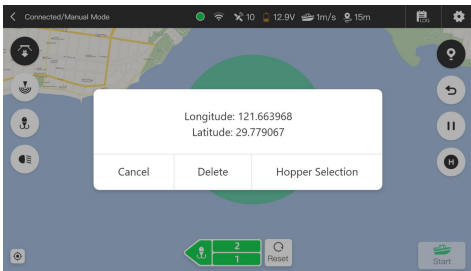 Connected/Manual Mode
10
12.9V
1m/s
15m
LOG
Longitude: 121.663968
Latitude: 29.779067
Cancel
Delete
Hopper Selection
H
2
1
Reset
Start